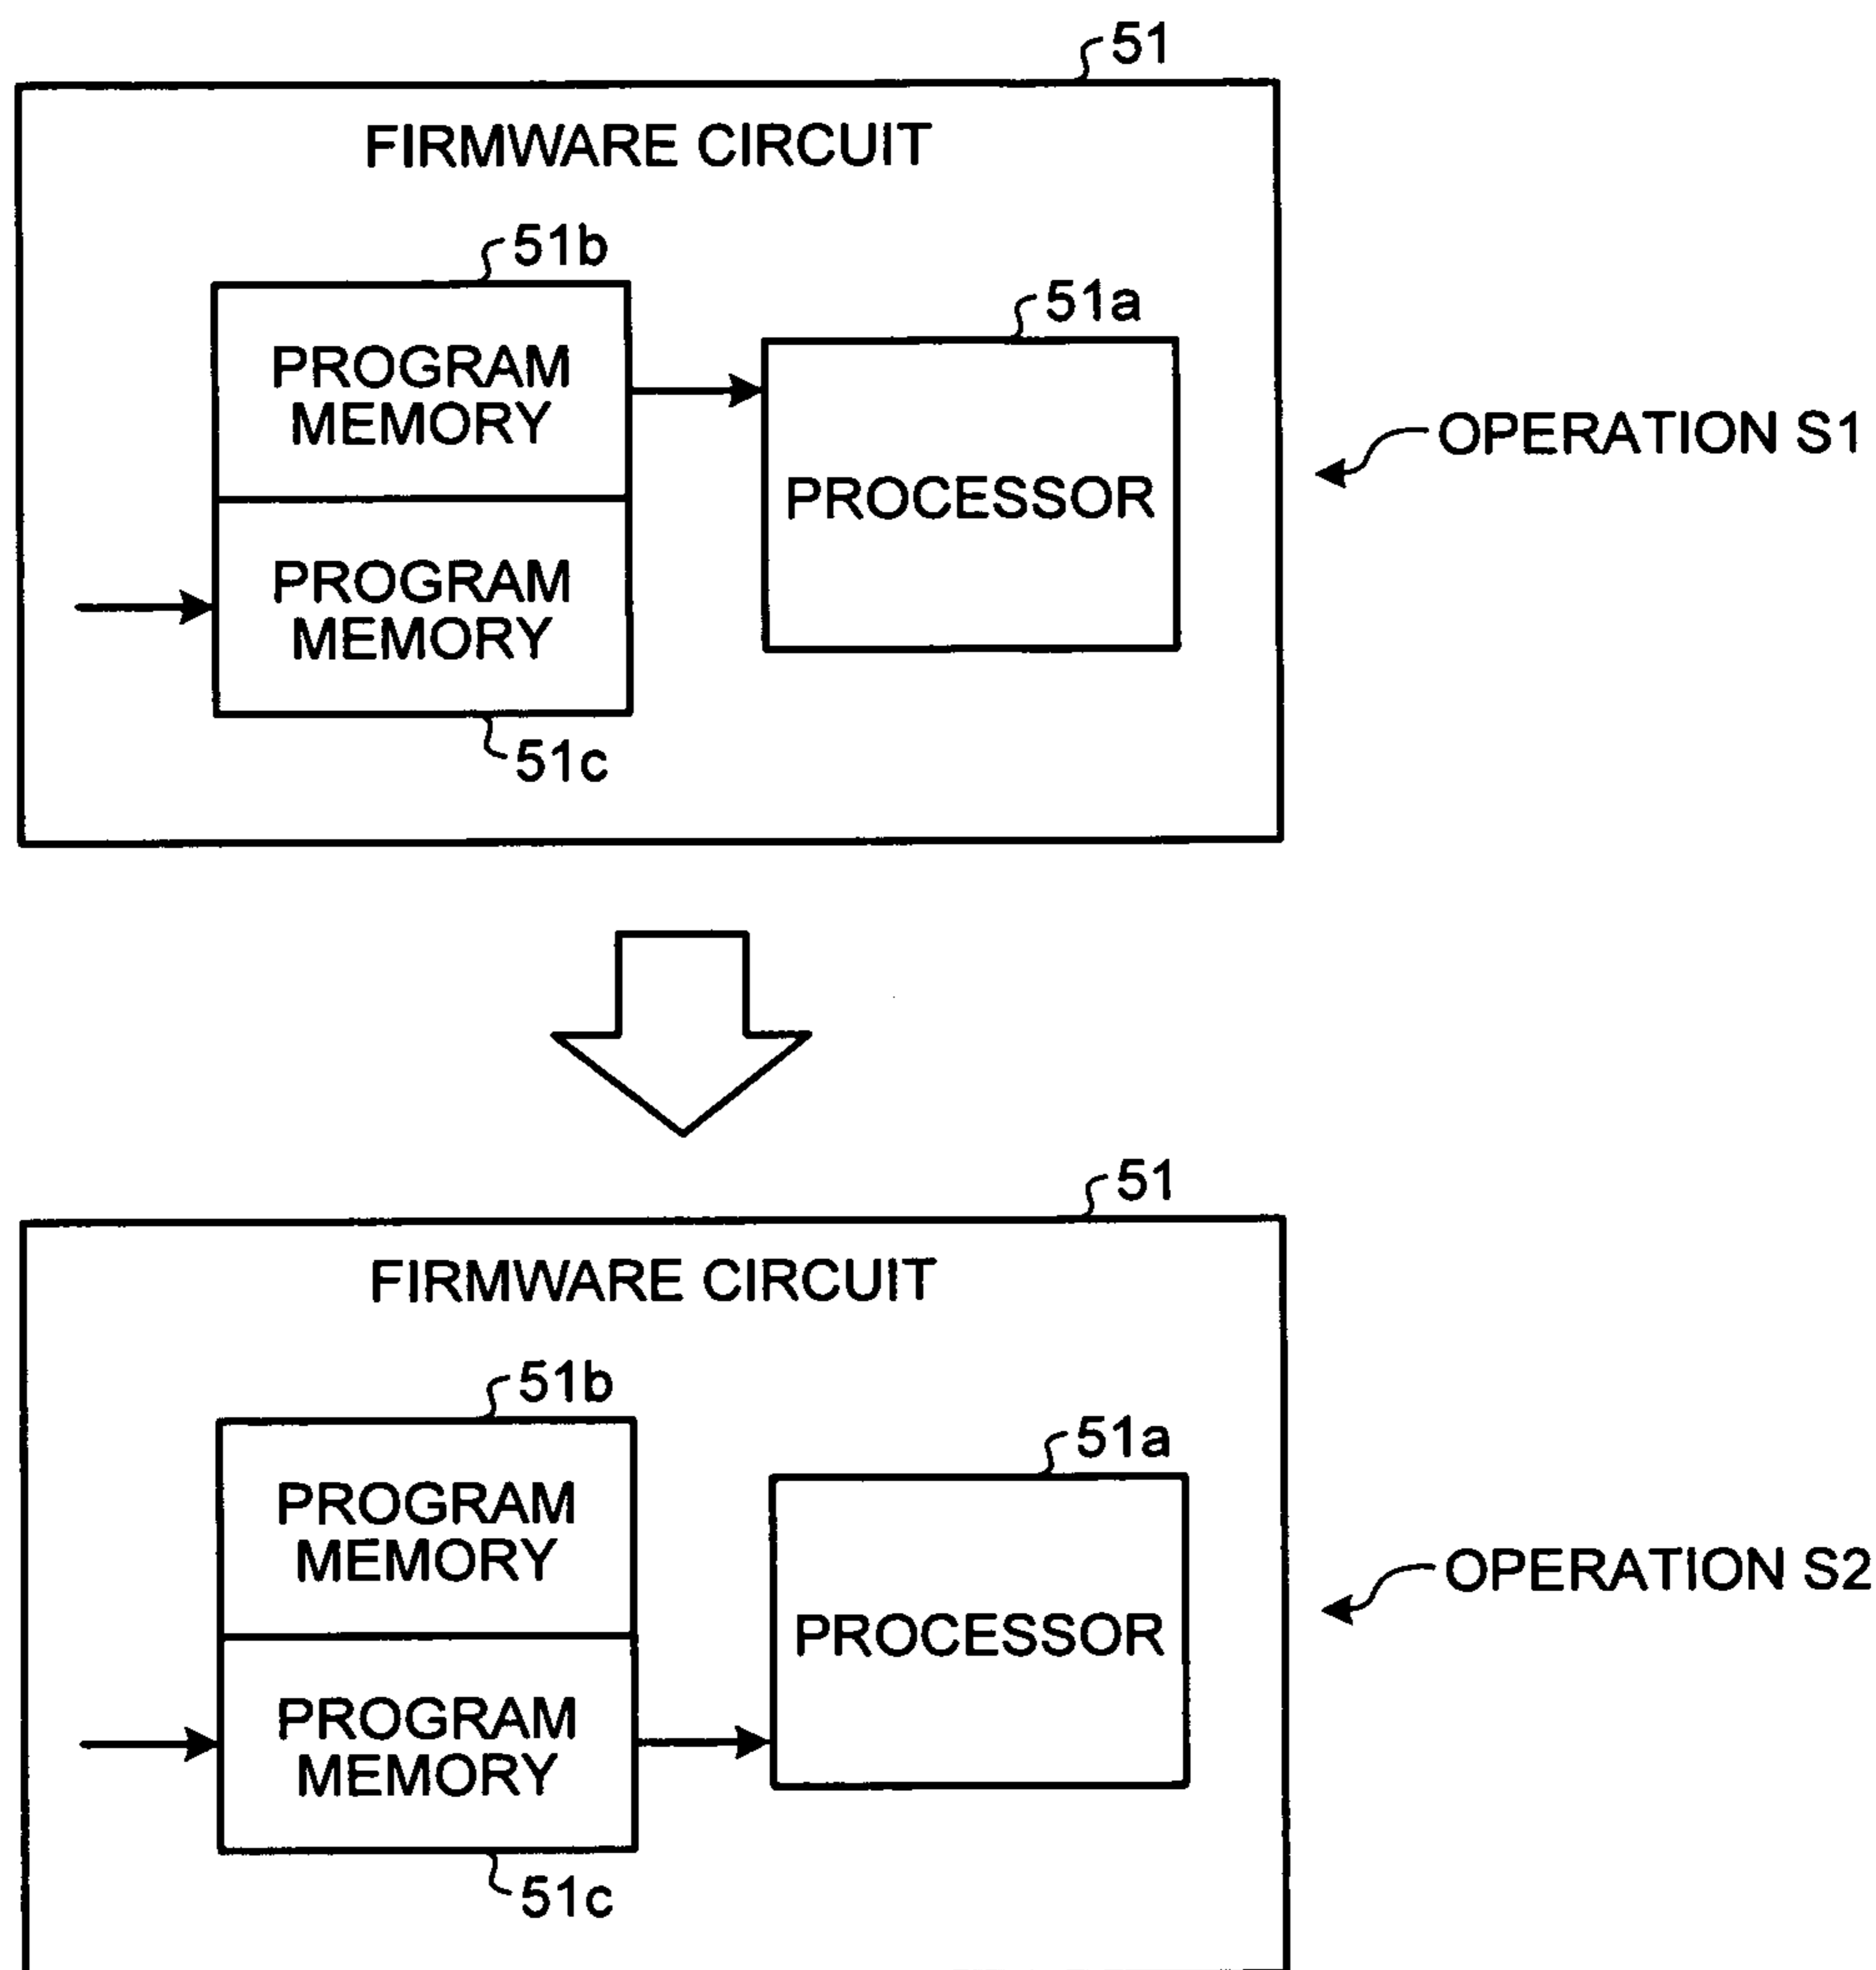 51
FIRMWARE CIRCUIT
51b
51a
PROGRAM
MEMORY
PROCESSOR
OPERATION S1
PROGRAM
MEMORY
51c
51
FIRMWARE CIRCUIT
51b
51a
PROGRAM
MEMORY
PROCESSOR
OPERATION S2
PROGRAM
MEMORY
51c